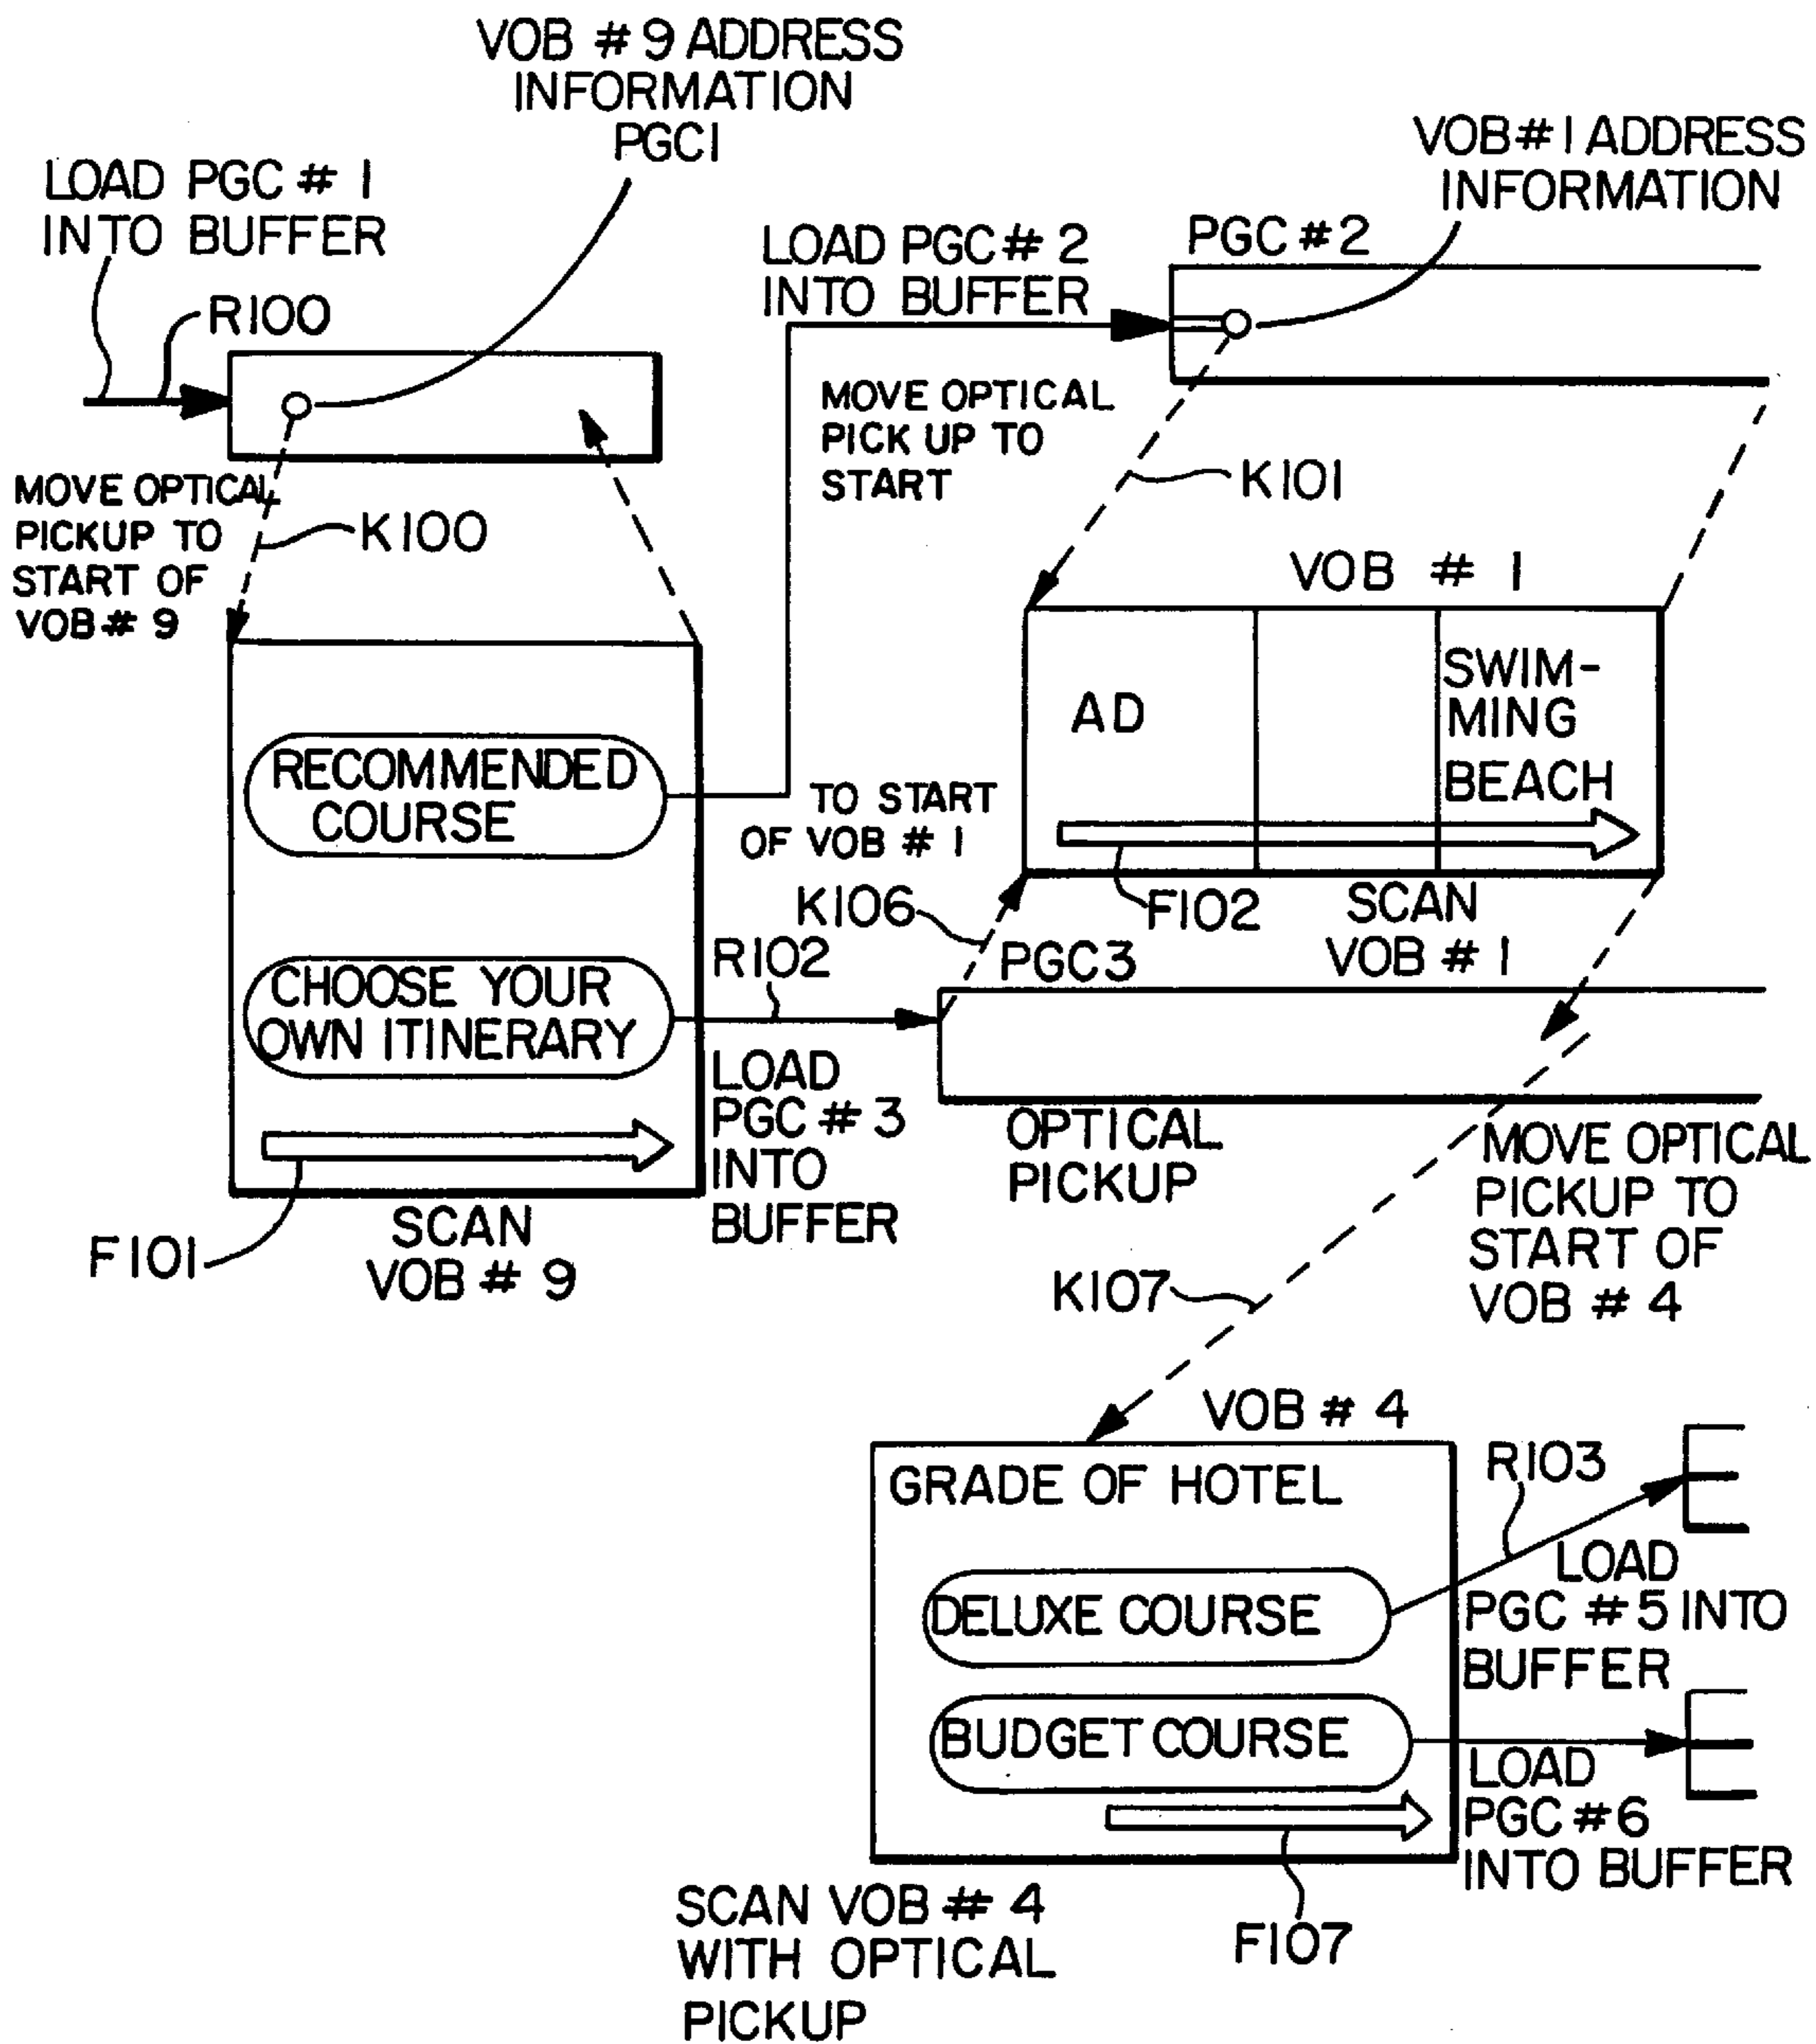 VOB # 9 ADDRESS
INFORMATION
PGC1
LOAD PGC # 1
INTO BUFFER
R100
MOVE OPTICAL
PICKUP TO
START OF
VOB # 9
K100
LOAD PGC # 2
INTO BUFFER
VOB # 1 ADDRESS
INFORMATION
PGC # 2
MOVE OPTICAL
PICK UP TO
START
K101
VOB # 1
AD
SWIM-
MING
BEACH
RECOMMENDED
COURSE
TO START
OF VOB # 1
K106
F102
SCAN
VOB # 1
CHOOSE YOUR
OWN ITINERARY
R102
PGC3
LOAD
PGC # 3
INTO
BUFFER
OPTICAL
PICKUP
MOVE OPTICAL
PICKUP TO
START OF
VOB # 4
F101
SCAN
VOB # 9
K107
VOB # 4
GRADE OF HOTEL
R103
DELUXE COURSE
LOAD
PGC # 5 INTO
BUFFER
BUDGET COURSE
LOAD
PGC # 6
INTO BUFFER
SCAN VOB # 4
WITH OPTICAL
PICKUP
F107